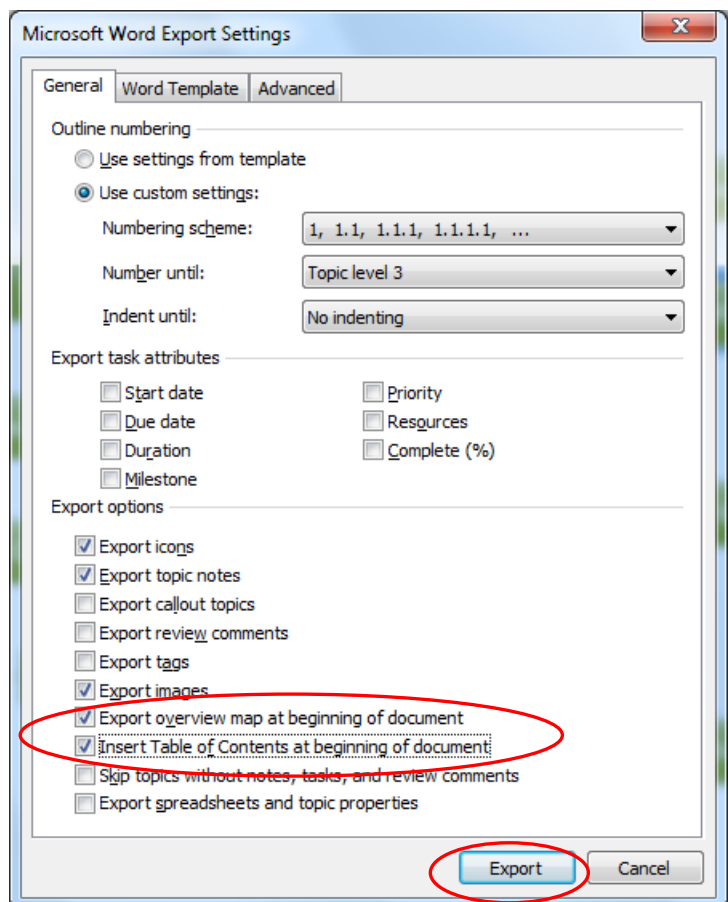 Microsoft Word Export Settings
General Word Template Advanced
Outline numbering
Use settings from template
Use custom settings:
Numbering scheme: 1, 1.1, 1.1.1, 1.1.1.1, ...
Number until: Topic level 3
Indent until: No indenting
Export task attributes
Start date Priority
Due date Resources
Duration Complete (%)
Milestone
Export options
Export icons
Export topic notes
Export callout topics
Export review comments
Export tags
Export images
Export overview map at beginning of document
Insert Table of Contents at beginning of document
Skip topics without notes, tasks, and review comments
Export spreadsheets and topic properties
Export Cancel